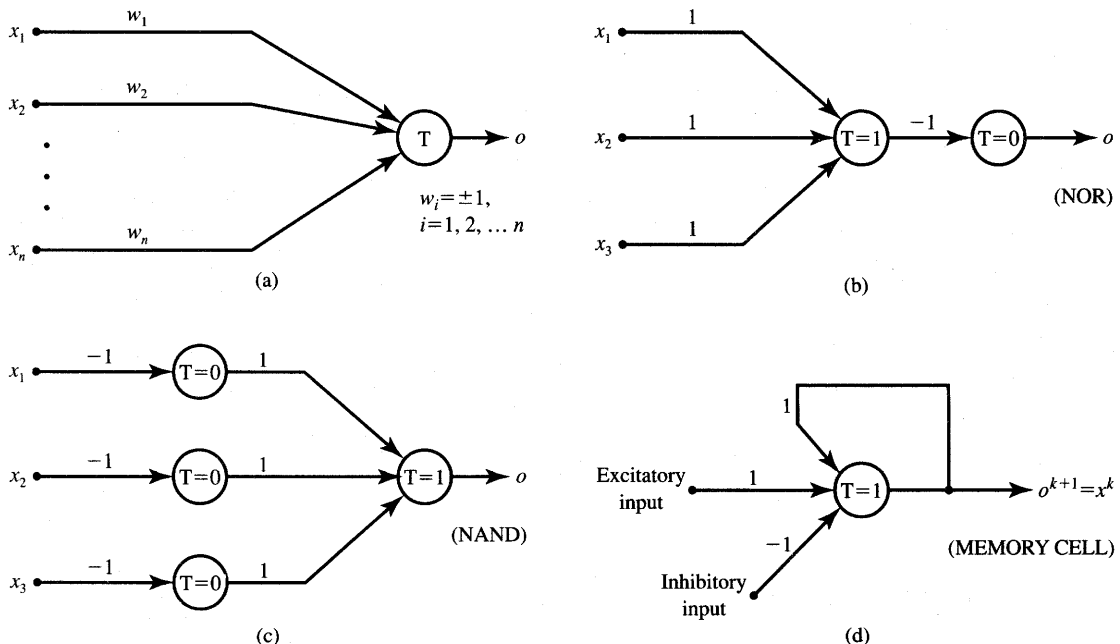 x₁ w₁
x₂ w₂
xₙ wₙ
T
o
wᵢ = ±1,
i=1, 2, … n
(a)
x₁ 1
x₂ 1
x₃ 1
T=1 −1 T=0 o
(NOR)
(b)
x₁ −1 T=0 1
x₂ −1 T=0 1 T=1 o
(NAND)
x₃ −1 T=0 1
(c)
1
Excitatory
input
1 T=1 oᵏ⁺¹=xᵏ
−1
(MEMORY CELL)
Inhibitory
input
(d)